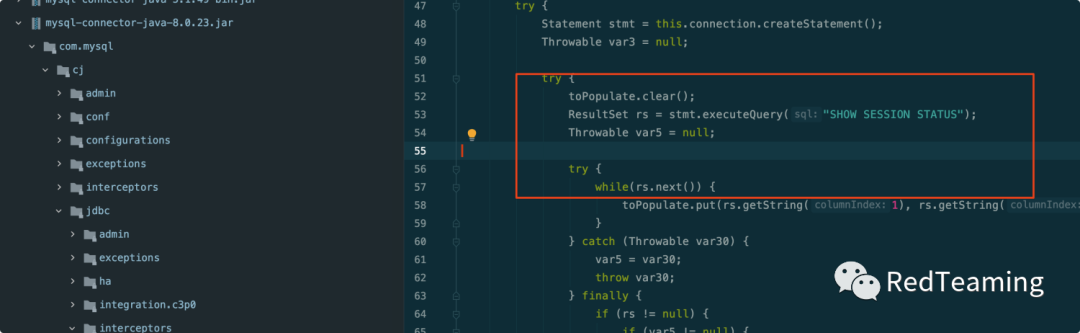 mysql-connector-java-5.1.49-bin.jar
mysql-connector-java-8.0.23.jar
com.mysql
cj
admin
conf
configurations
exceptions
interceptors
jdbc
admin
exceptions
ha
integration.c3p0
interceptors
47 try {
48 Statement stmt = this.connection.createStatement();
49 Throwable var3 = null;
50
51 try {
52 toPopulate.clear();
53 ResultSet rs = stmt.executeQuery( sql: "SHOW SESSION STATUS");
54 Throwable var5 = null;
55
56 try {
57 while(rs.next()) {
58 toPopulate.put(rs.getString( columnIndex: 1), rs.getString( columnIndex:
59 }
60 } catch (Throwable var30) {
61 var5 = var30;
62 throw var30;
63 } finally {
64 if (rs != null) {
65 if (var5 != null) {
RedTeaming